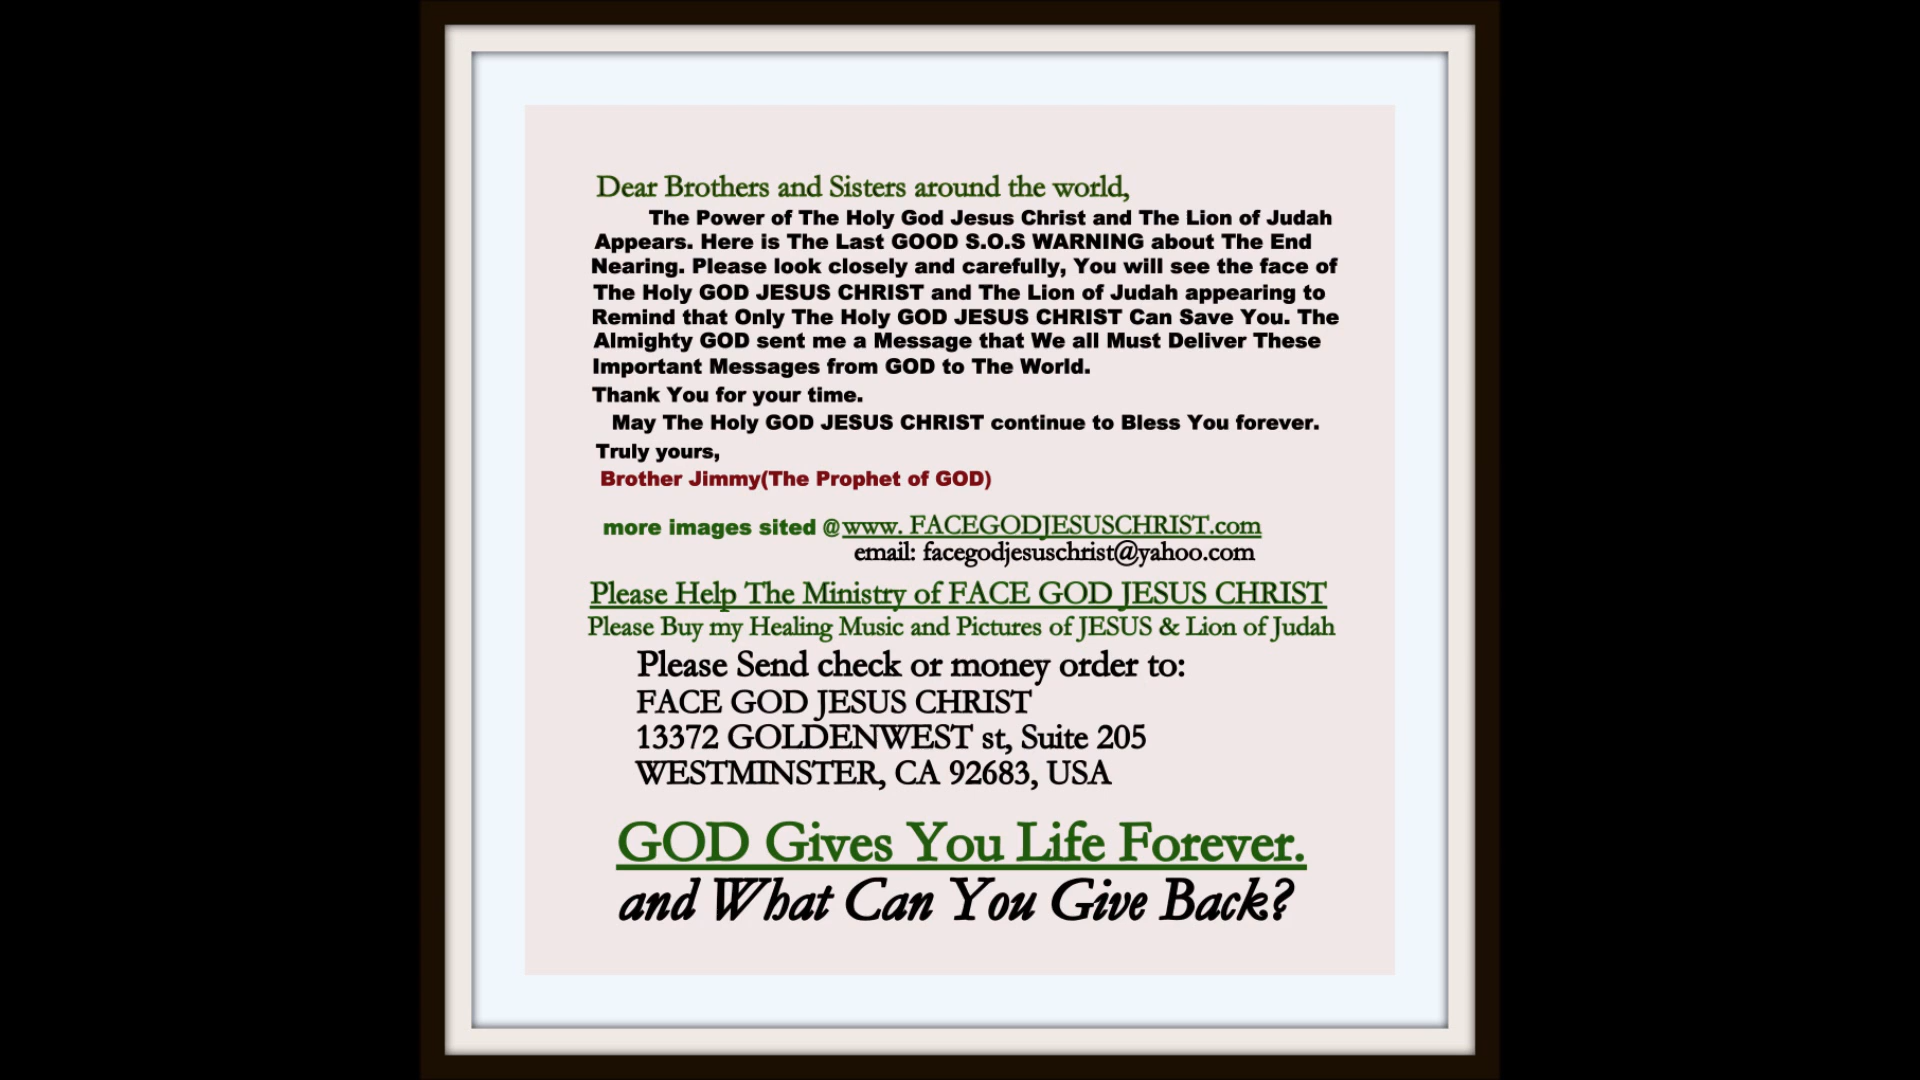 Dear Brothers and Sisters around the world,
The Power of The Holy God Jesus Christ and The Lion of Judah
Appears. Here is The Last GOOD S.O.S WARNING about The End
Nearing. Please look closely and carefully, You will see the face of
The Holy GOD JESUS CHRIST and The Lion of Judah appearing to
Remind that Only The Holy GOD JESUS CHRIST Can Save You. The
Almighty GOD sent me a Message that We all Must Deliver These
Important Messages from GOD to The World.
Thank You for your time.
May The Holy GOD JESUS CHRIST continue to Bless You forever.
Truly yours,
Brother Jimmy(The Prophet of GOD)
more images sited @www. FACEGODJESUSCHRIST.com
email: facegodjesuschrist@yahoo.com
Please Help The Ministry of FACE GOD JESUS CHRIST
Please Buy my Healing Music and Pictures of JESUS & Lion of Judah
Please Send check or money order to:
FACE GOD JESUS CHRIST
13372 GOLDENWEST st, Suite 205
WESTMINSTER, CA 92683, USA
GOD Gives You Life Forever.
and What Can You Give Back?